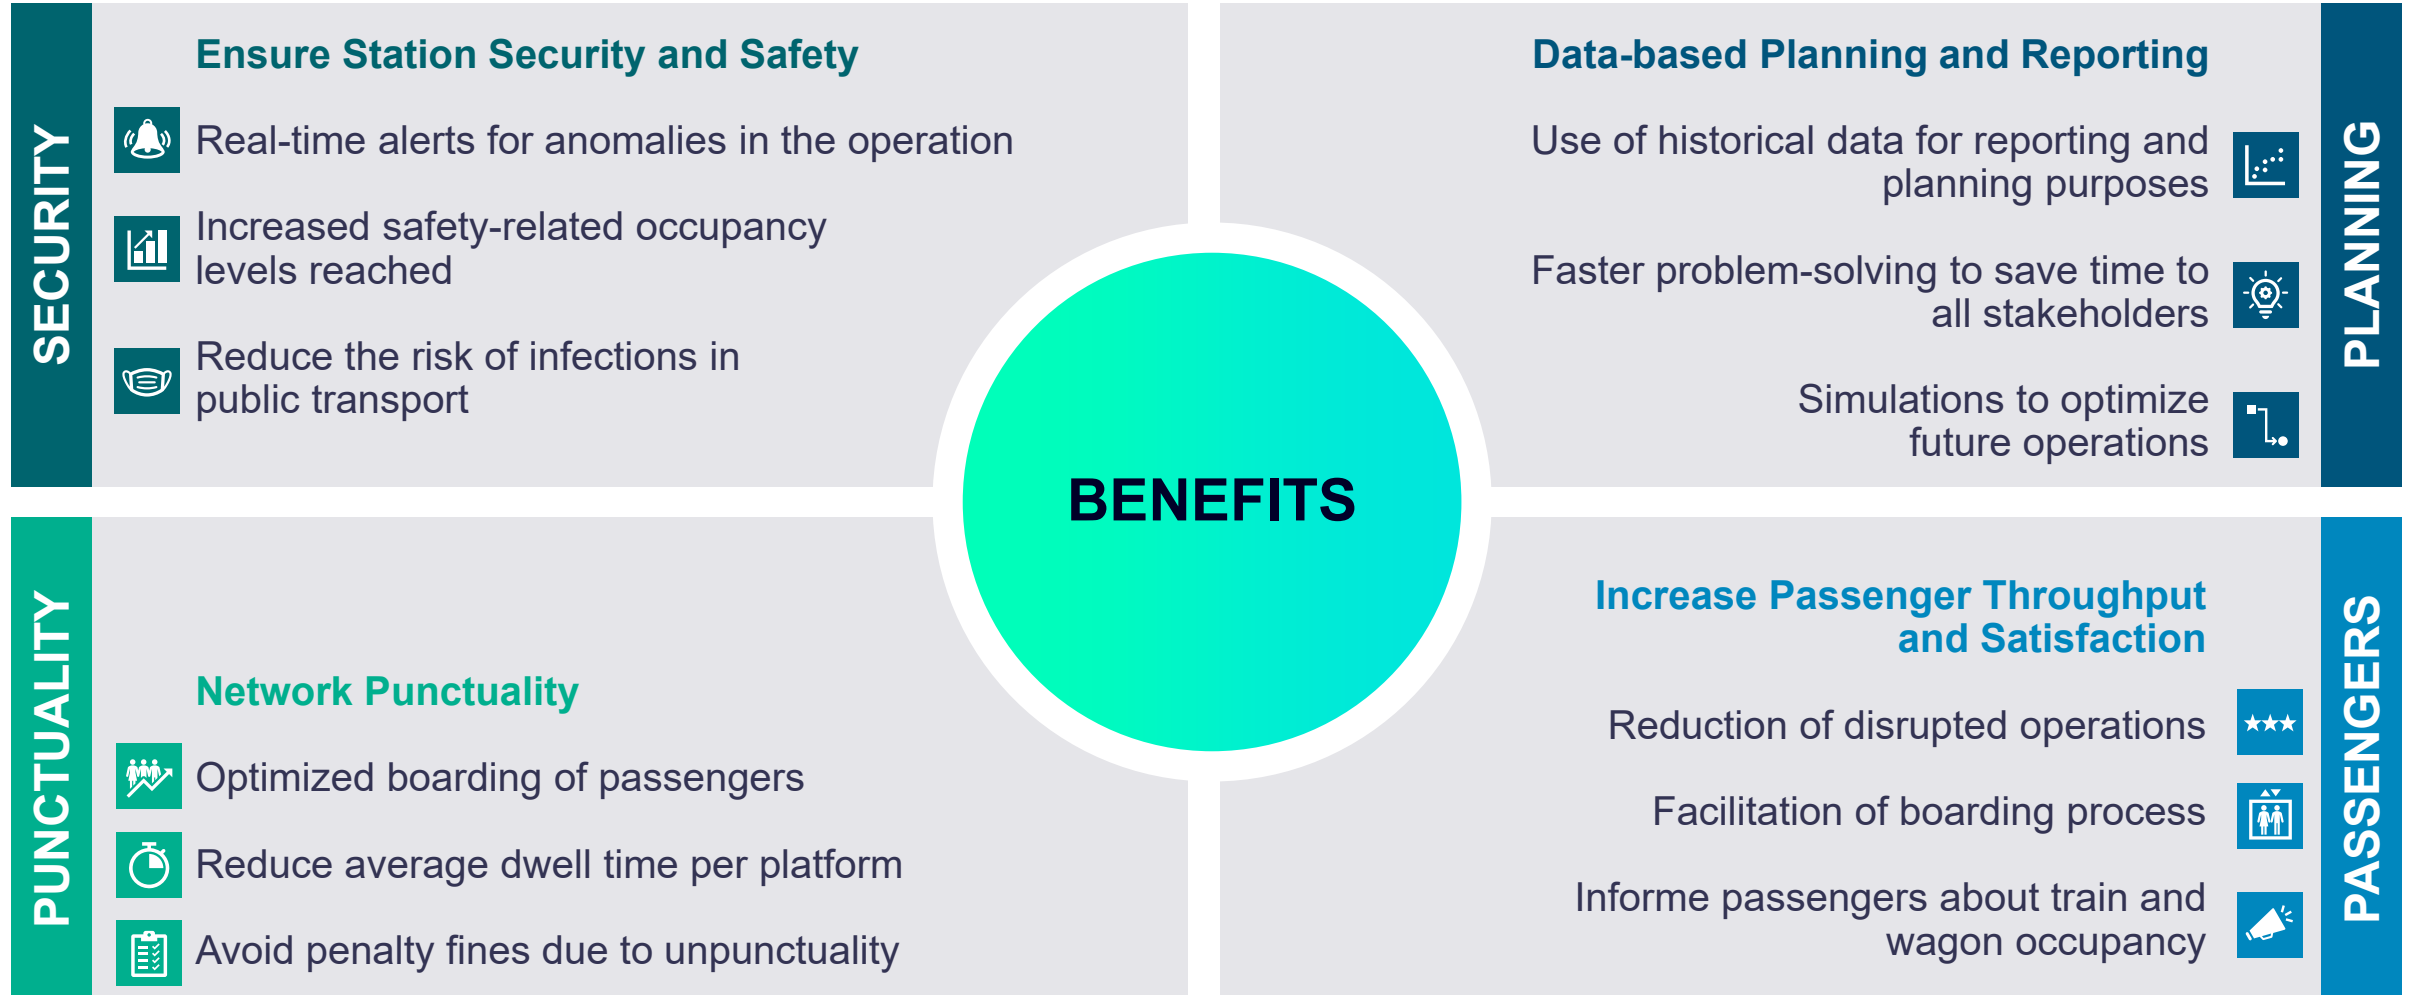 SECURITY
Ensure Station Security and Safety
Real-time alerts for anomalies in the operation
Increased safety-related occupancy
levels reached
Reduce the risk of infections in
public transport
PLANNING
Data-based Planning and Reporting
Use of historical data for reporting and
planning purposes
Faster problem-solving to save time to
all stakeholders
Simulations to optimize
future operations
BENEFITS
PUNCTUALITY
Network Punctuality
Optimized boarding of passengers
Reduce average dwell time per platform
Avoid penalty fines due to unpunctuality
PASSENGERS
Increase Passenger Throughput
and Satisfaction
Reduction of disrupted operations
Facilitation of boarding process
Informe passengers about train and
wagon occupancy